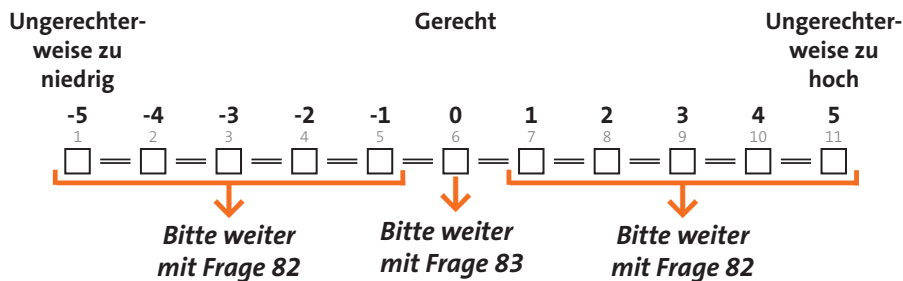 Ungerechter-
weise zu
niedrig
Gerecht
Ungerechter-
weise zu
hoch
-5 -4 -3 -2 -1 0 1 2 3 4 5
1 2 3 4 5 6 7 8 9 10 11
Bitte weiter
mit Frage 82
Bitte weiter
mit Frage 83
Bitte weiter
mit Frage 82